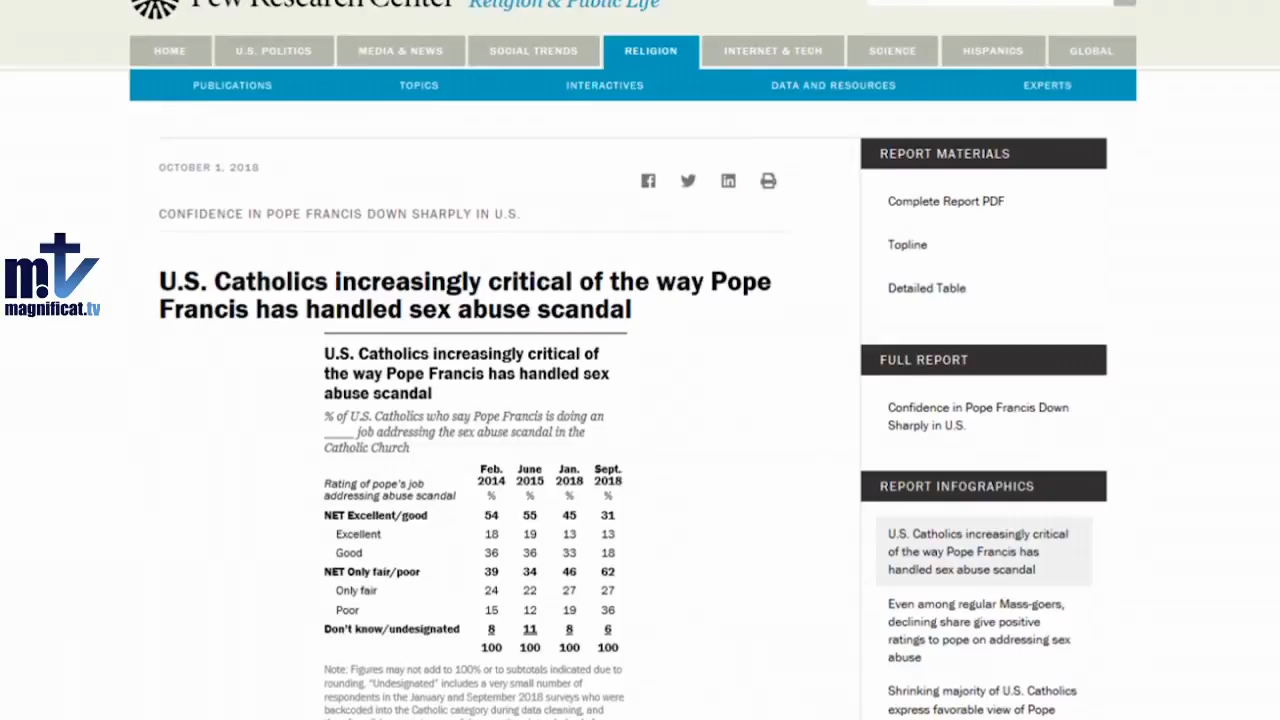 Pew Research Center Religion & Public Life
HOME U.S. POLITICS MEDIA & NEWS SOCIAL TRENDS RELIGION INTERNET & TECH SCIENCE HISPANICS GLOBAL
PUBLICATIONS TOPICS INTERACTIVES DATA AND RESOURCES EXPERTS
OCTOBER 1, 2018
CONFIDENCE IN POPE FRANCIS DOWN SHARPLY IN U.S.
mtv
magnificat.tv
U.S. Catholics increasingly critical of the way Pope
Francis has handled sex abuse scandal
U.S. Catholics increasingly critical of
the way Pope Francis has handled sex
abuse scandal
% of U.S. Catholics who say Pope Francis is doing an
____ job addressing the sex abuse scandal in the
Catholic Church
Rating of pope's job
addressing abuse scandal
Feb. June Jan. Sept.
2014 2015 2018 2018
% % % %
NET Excellent/good 54 55 45 31
Excellent 18 19 13 13
Good 36 36 33 18
NET Only fair/poor 39 34 46 62
Only fair 24 22 27 27
Poor 15 12 19 36
Don't know/undesignated 8 11 8 6
100 100 100 100
Note: Figures may not add to 100% or to subtotals indicated due to
rounding. "Undesignated" includes a very small number of
respondents in the January and September 2018 surveys who were
backcoded into the Catholic category during data cleaning, and
REPORT MATERIALS
Complete Report PDF
Topline
Detailed Table
FULL REPORT
Confidence in Pope Francis Down
Sharply in U.S.
REPORT INFOGRAPHICS
U.S. Catholics increasingly critical
of the way Pope Francis has
handled sex abuse scandal
Even among regular Mass-goers,
declining share give positive
ratings to pope on addressing sex
abuse
Shrinking majority of U.S. Catholics
express favorable view of Pope